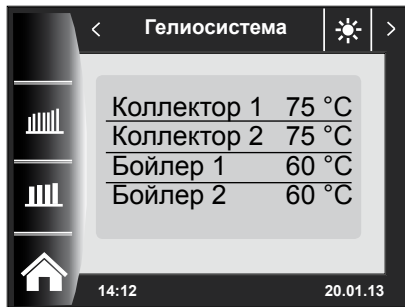 < Гелиосистема >
Коллектор 1 75 °C
Коллектор 2 75 °C
Бойлер 1 60 °C
Бойлер 2 60 °C
14:12 20.01.13